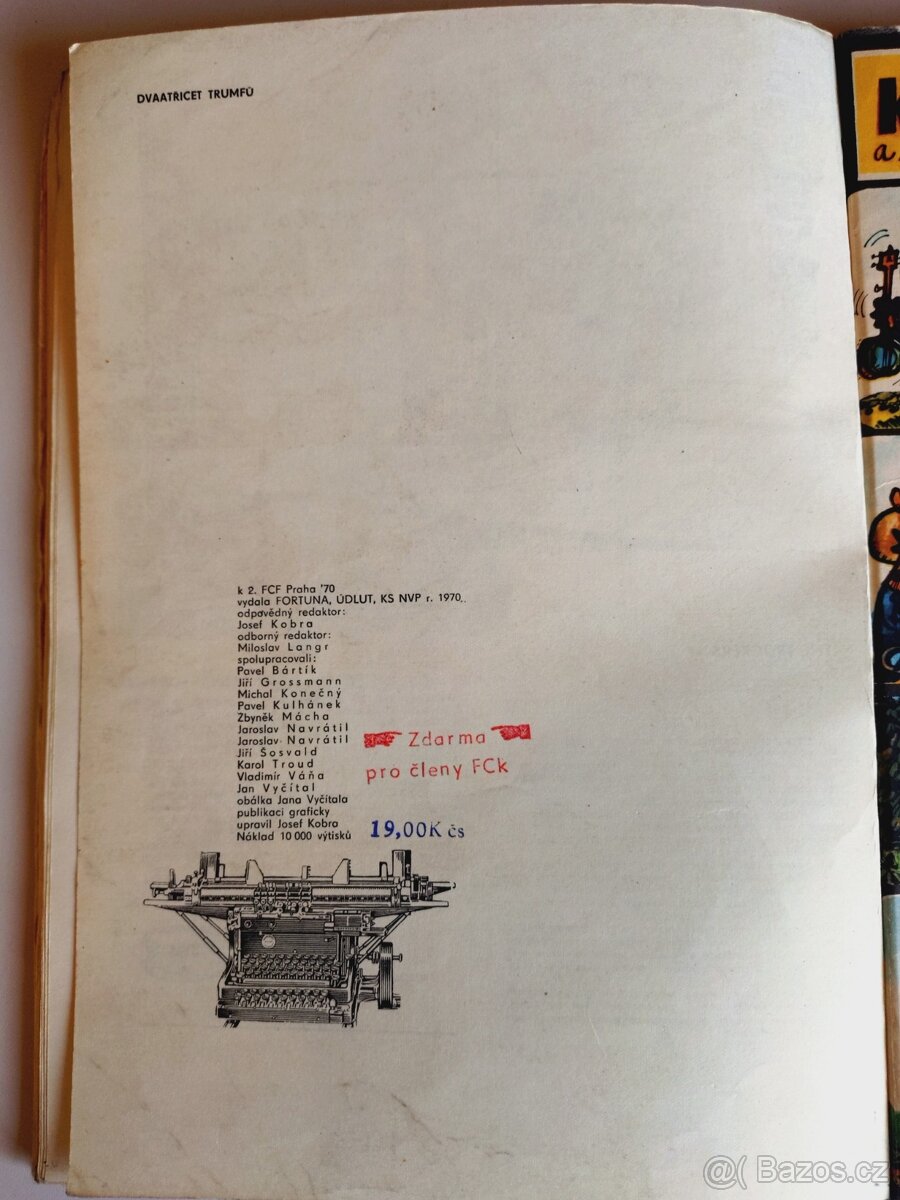 DVAATŘICET TRUMFŮ
k 2. FCF Praha '70
vydala FORTUNA, ÚDLUT, KS NVP r. 1970,
odpovědný redaktor:
Josef Kobra
odborný redaktor:
Miloslav Langr
spolupracovali:
Pavel Bártík
Jiří Grossmann
Michal Konečný
Pavel Kulhánek
Zbyněk Mácha
Jaroslav Navrátil
Jaroslav Navrátil
Jiří Šosvald
Karol Troud
Vladimír Váňa
Jan Vyčítal
obálka Jana Vyčítala
publikaci graficky
upravil Josef Kobra
Náklad 10 000 výtisků
Zdarma
pro členy FCk
19,00K čs
@( Bazos.cz